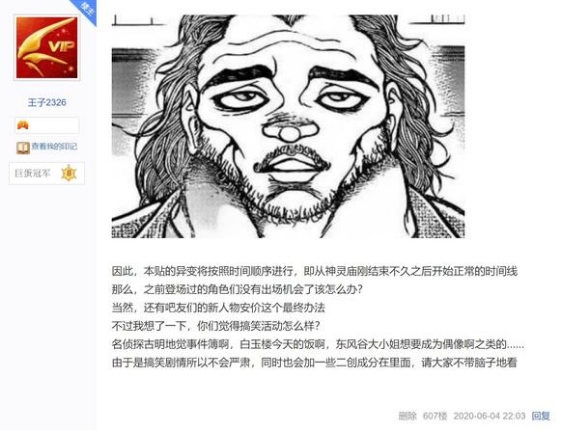 楼主
VIP
王子2326
查看我的印记
巨蛋冠军
因此，本贴的异变将按照时间顺序进行，即从神灵庙刚结束不久之后开始正常的时间线
那么，之前登场过的角色们没有出场机会了该怎么办?
当然，还有吧友们的新人物安价这个最终办法
不过我想了一下，你们觉得搞笑活动怎么样?
名侦探古明地觉事件簿啊，白玉楼今天的饭啊，东风谷大小姐想要成为偶像啊之类的......
由于是搞笑剧情所以不会严肃，同时也会加一些二创成分在里面，请大家不带脑子地看
删除 607楼 2020-06-04 22:03 回复